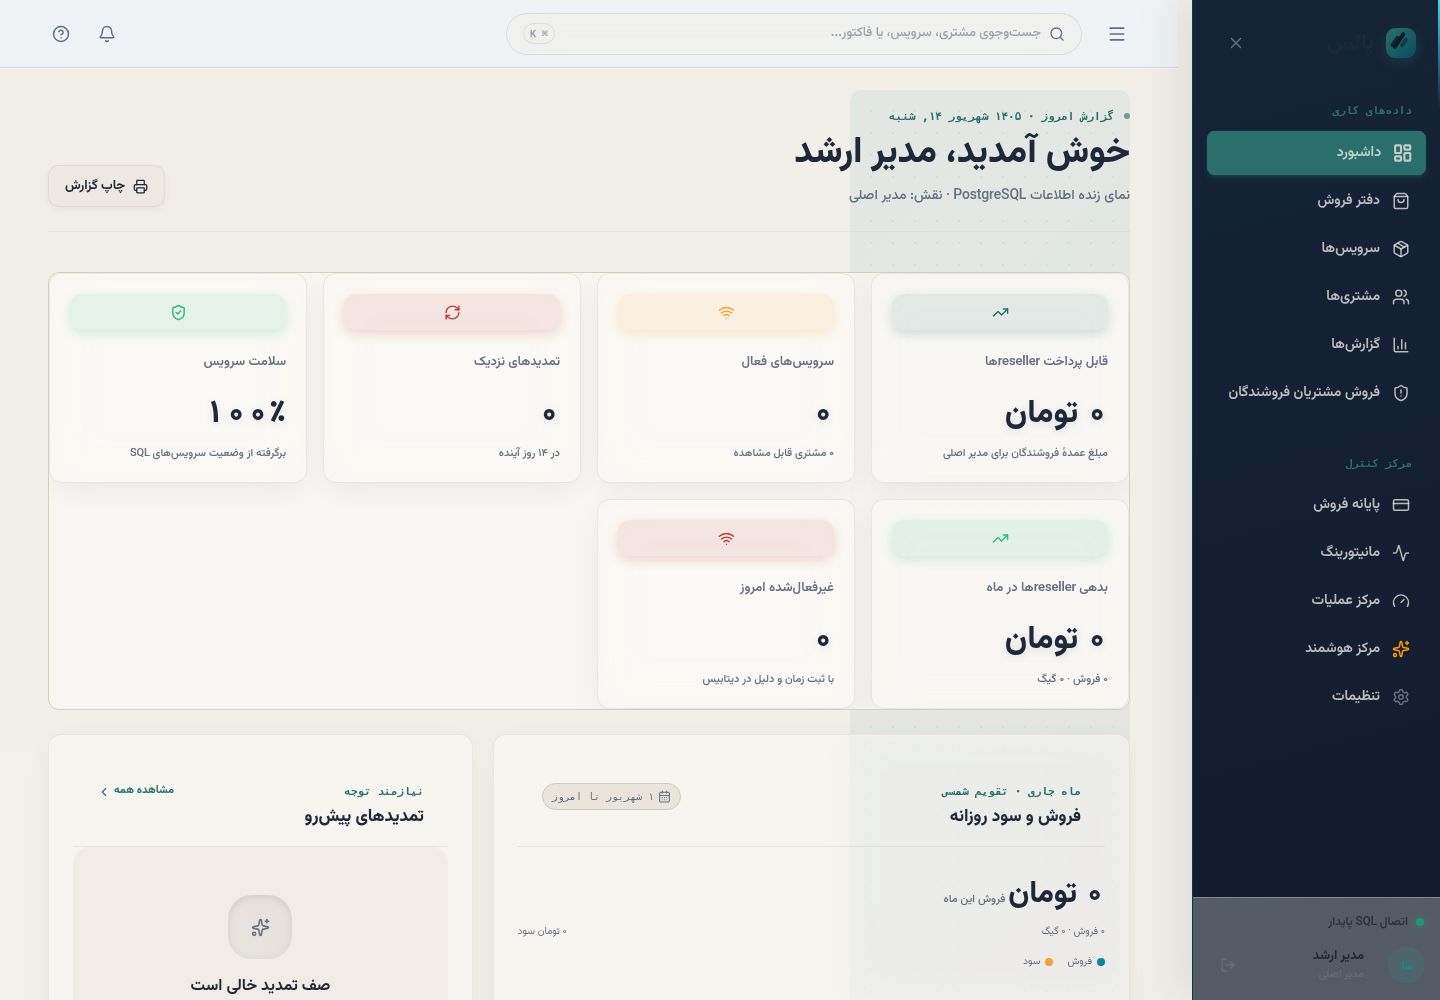 پالس
داده‌های کاری
داشبورد
دفتر فروش
سرویس‌ها
مشتری‌ها
گزارش‌ها
فروش مشتریان فروشندگان
مرکز کنترل
پایانه فروش
مانیتورینگ
مرکز عملیات
مرکز هوشمند
تنظیمات
اتصال SQL پایدار
مدیر ارشد
مدیر اصلی
جست‌وجوی مشتری، سرویس، یا فاکتور...
⌘ K
گزارش امروز · ۱۴۰۵ شهریور ۱۴, شنبه
خوش آمدید، مدیر ارشد
نمای زنده اطلاعات PostgreSQL · نقش: مدیر اصلی
چاپ گزارش
قابل پرداخت resellerها
۰ تومان
مبلغ عمدهٔ فروشندگان برای مدیر اصلی
سرویس‌های فعال
۰
۰ مشتری قابل مشاهده
تمدیدهای نزدیک
۰
در ۱۴ روز آینده
سلامت سرویس
۱۰۰٪
برگرفته از وضعیت سرویس‌های SQL
بدهی resellerها در ماه
۰ تومان
۰ فروش · ۰ گیگ
غیرفعال‌شده امروز
۰
با ثبت زمان و دلیل در دیتابیس
ماه جاری · تقویم شمسی
فروش و سود روزانه
۱ شهریور تا امروز
۰ تومان فروش این ماه
۰ فروش · ۰ گیگ
۰ تومان سود
فروش
سود
نیازمند توجه
تمدیدهای پیش‌رو
مشاهده همه
صف تمدید خالی است